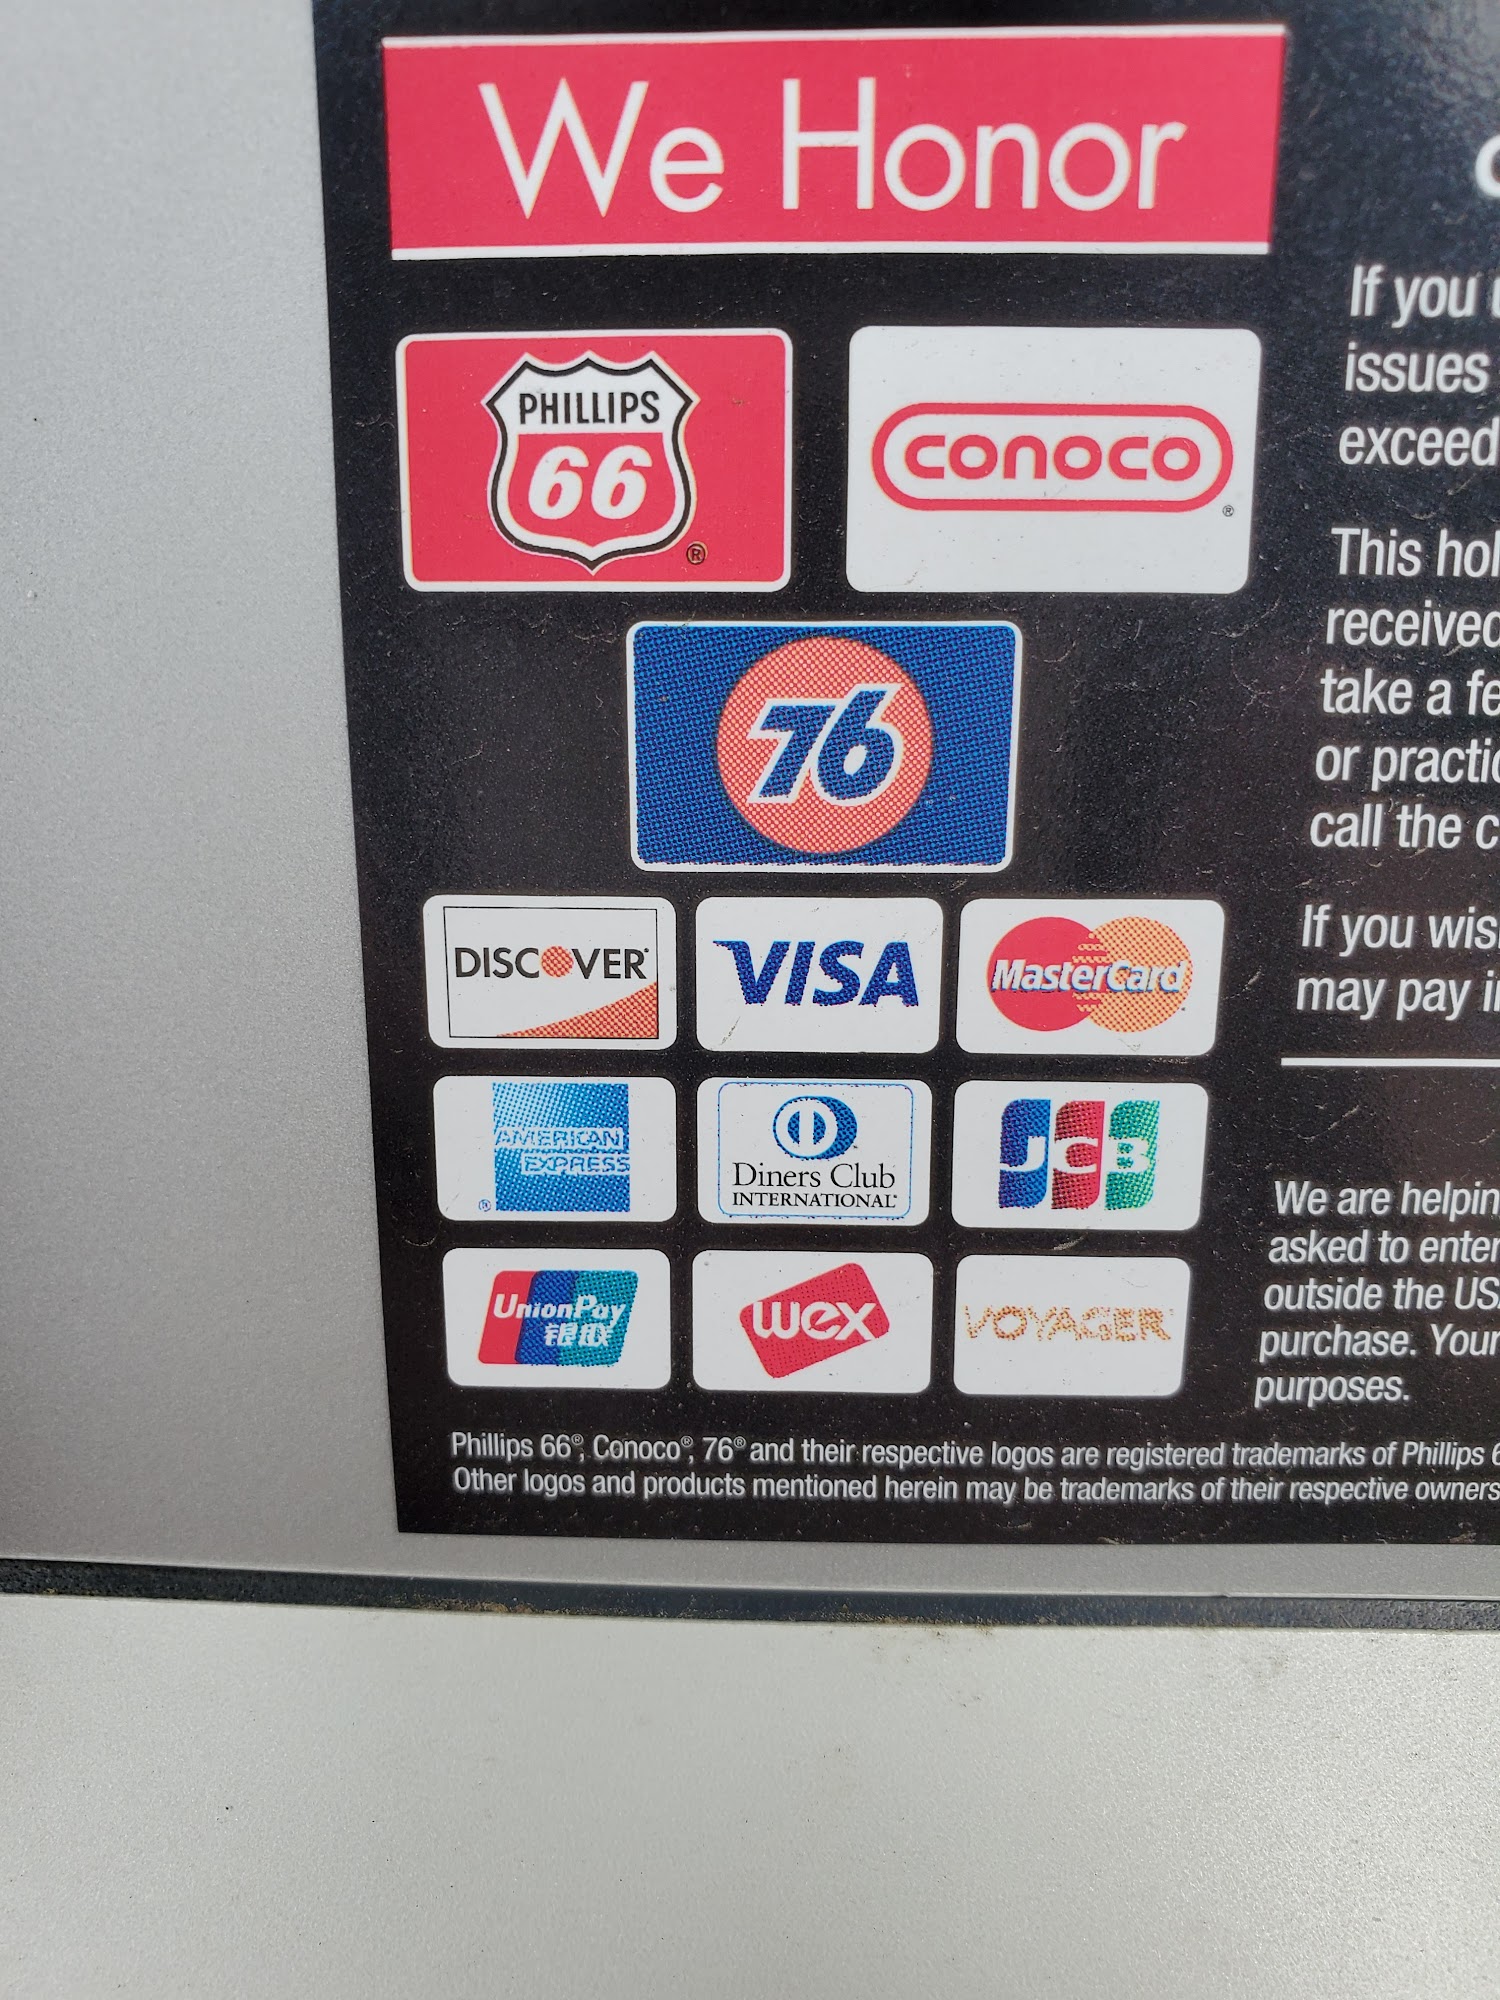 We Honor
PHILLIPS
66
®
CONOCO
®
76
DISCOVER
VISA
MasterCard
AMERICAN
EXPRESS
®
Diners Club
INTERNATIONAL®
JCB
UnionPay
银联
wex
VOYAGER
Phillips 66®, Conoco®, 76® and their respective logos are registered trademarks of Phillips 6
Other logos and products mentioned herein may be trademarks of their respective owners
If you
issues
exceed
This hol
received
take a fe
or practic
call the c
If you wis
may pay i
We are helpin
asked to enter
outside the US
purchase. Your
purposes.